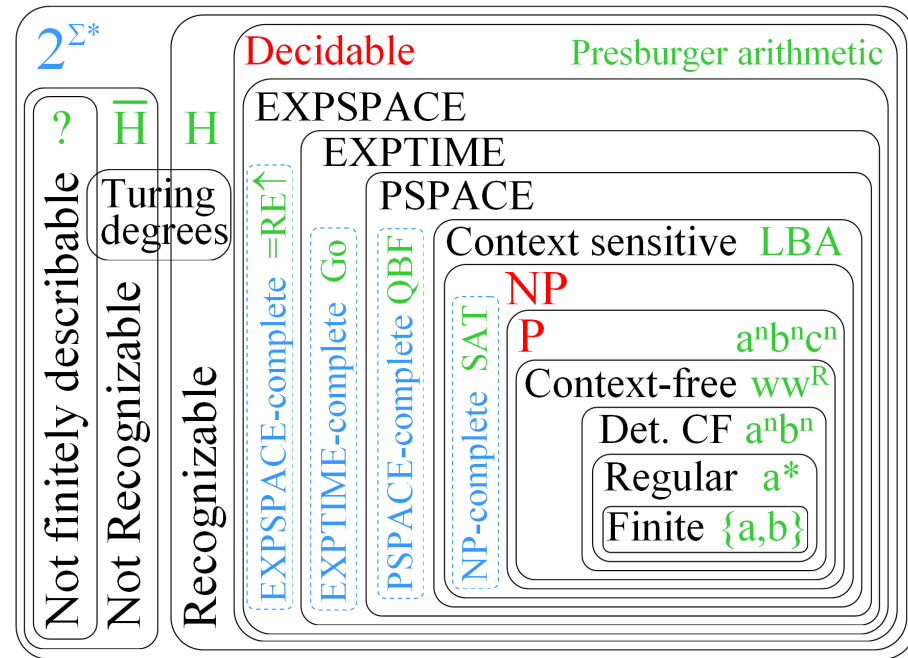 2^Σ*
Decidable
Presburger arithmetic
?
H̅
H
EXPSPACE
EXPTIME
Turing
degrees
PSPACE
Context sensitive LBA
NP
P
aⁿbⁿcⁿ
Context-free wwᴿ
Det. CF aⁿbⁿ
Regular a*
Finite {a,b}
Not finitely describable
Not Recognizable
Recognizable
EXPSPACE-complete =RE↑
EXPTIME-complete Go
PSPACE-complete QBF
NP-complete SAT